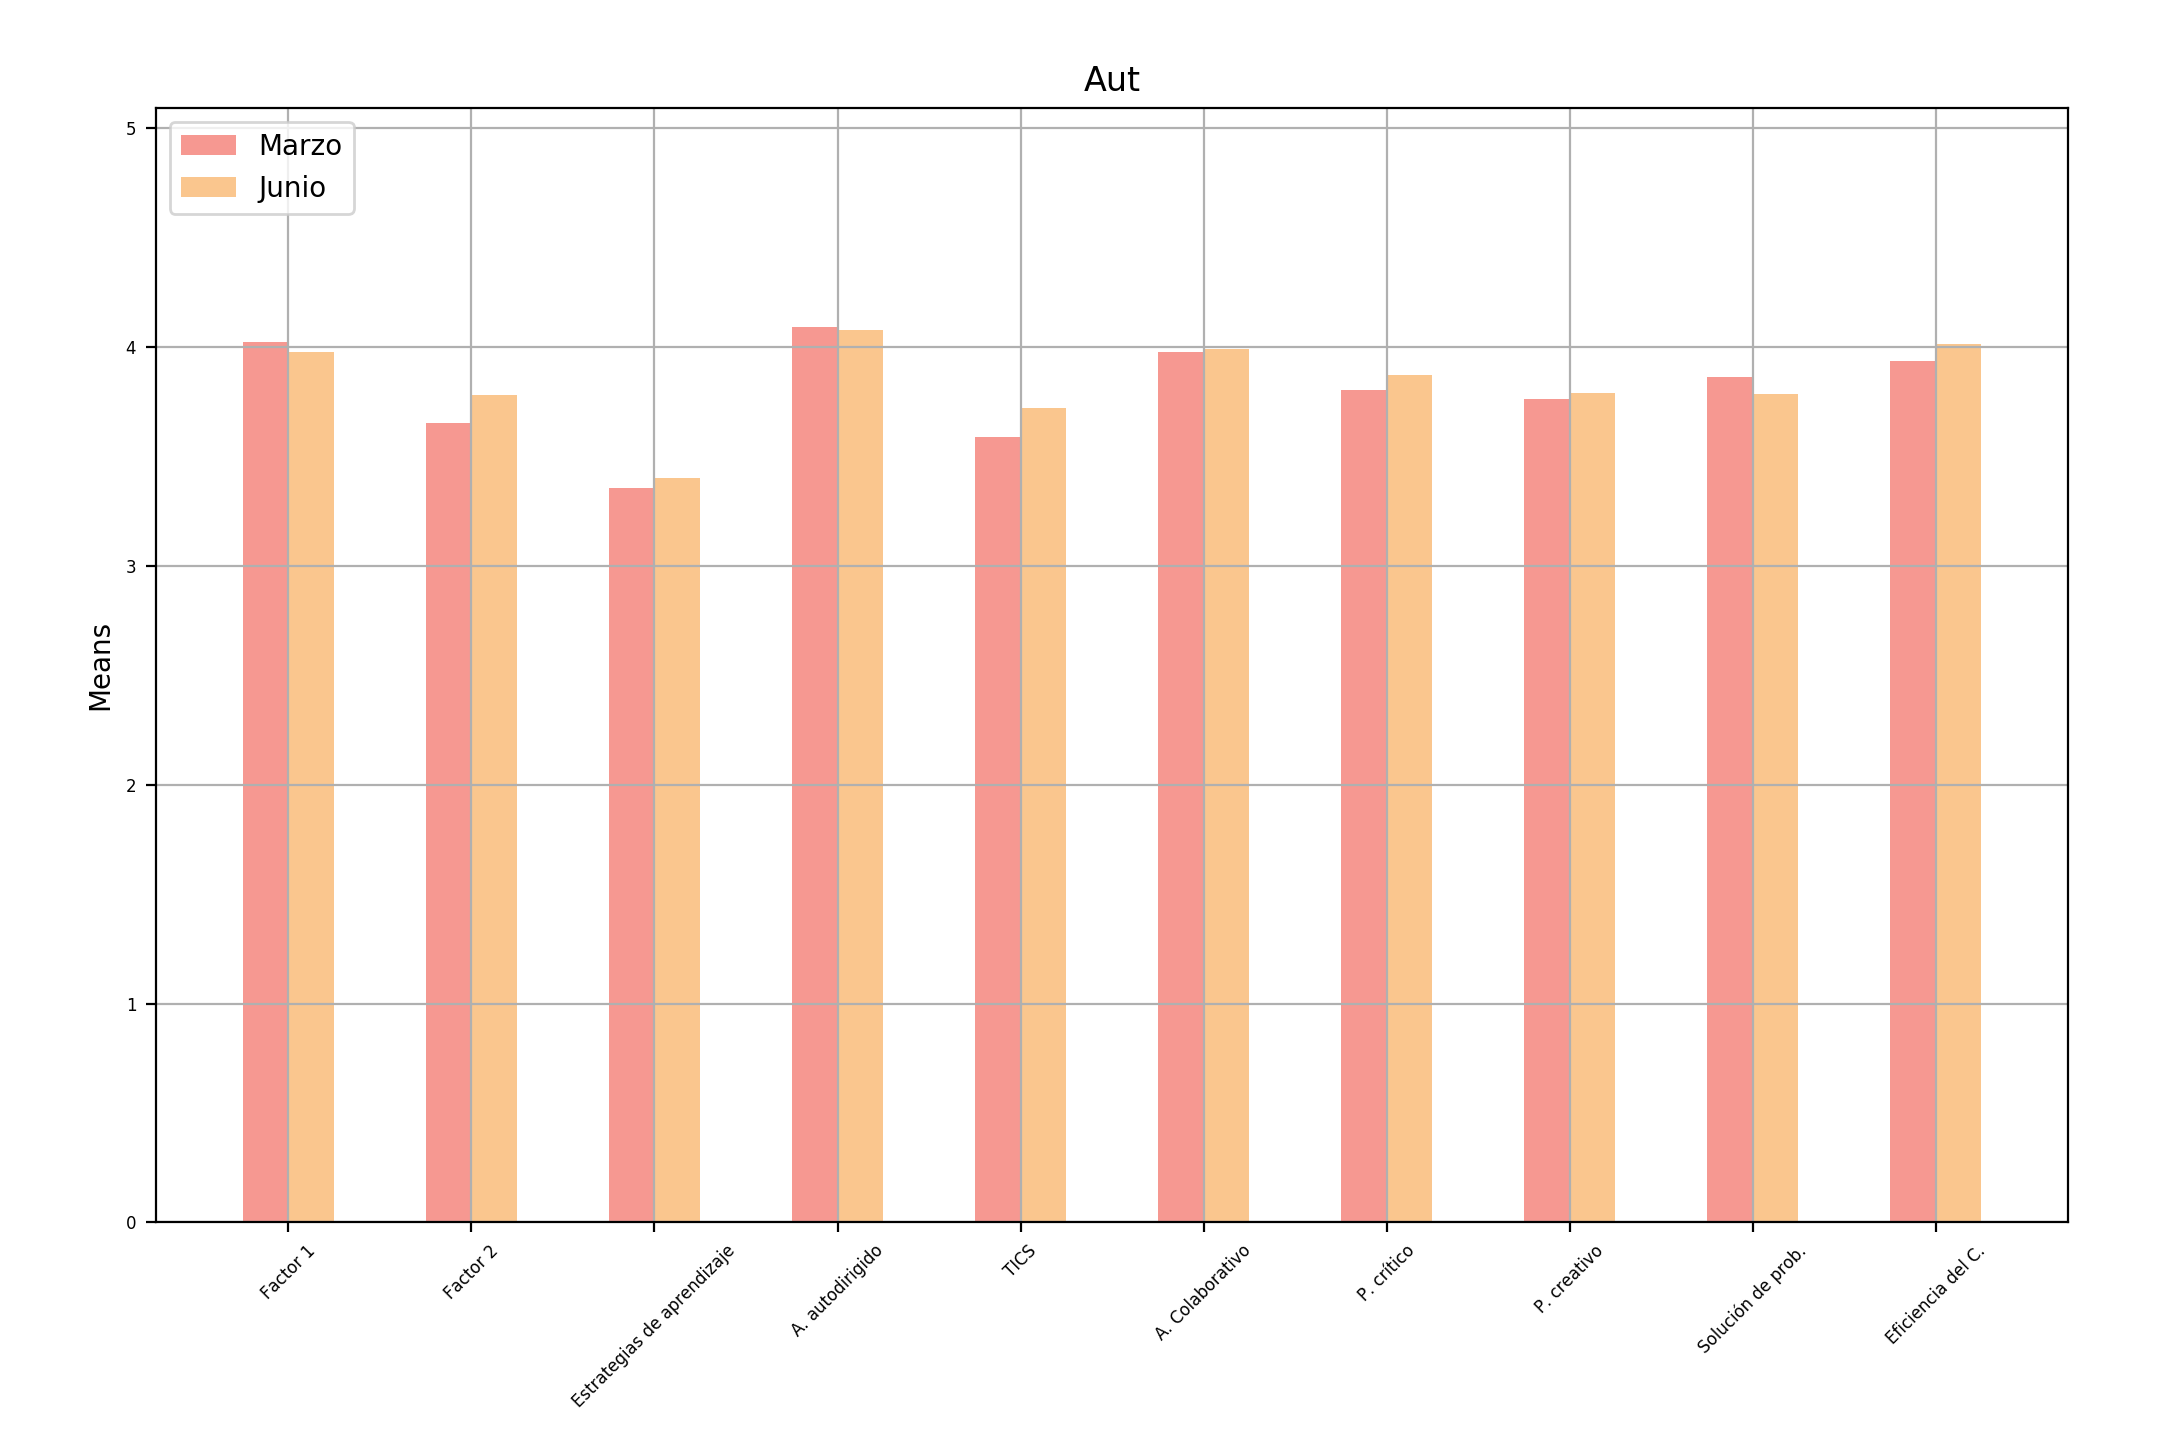 Aut
5
4
3
2
1
0
Means
Marzo
Junio
Factor 1
Factor 2
Estrategias de aprendizaje
A. autodirigido
TICS
A. Colaborativo
P. crítico
P. creativo
Solución de prob.
Eficiencia del C.